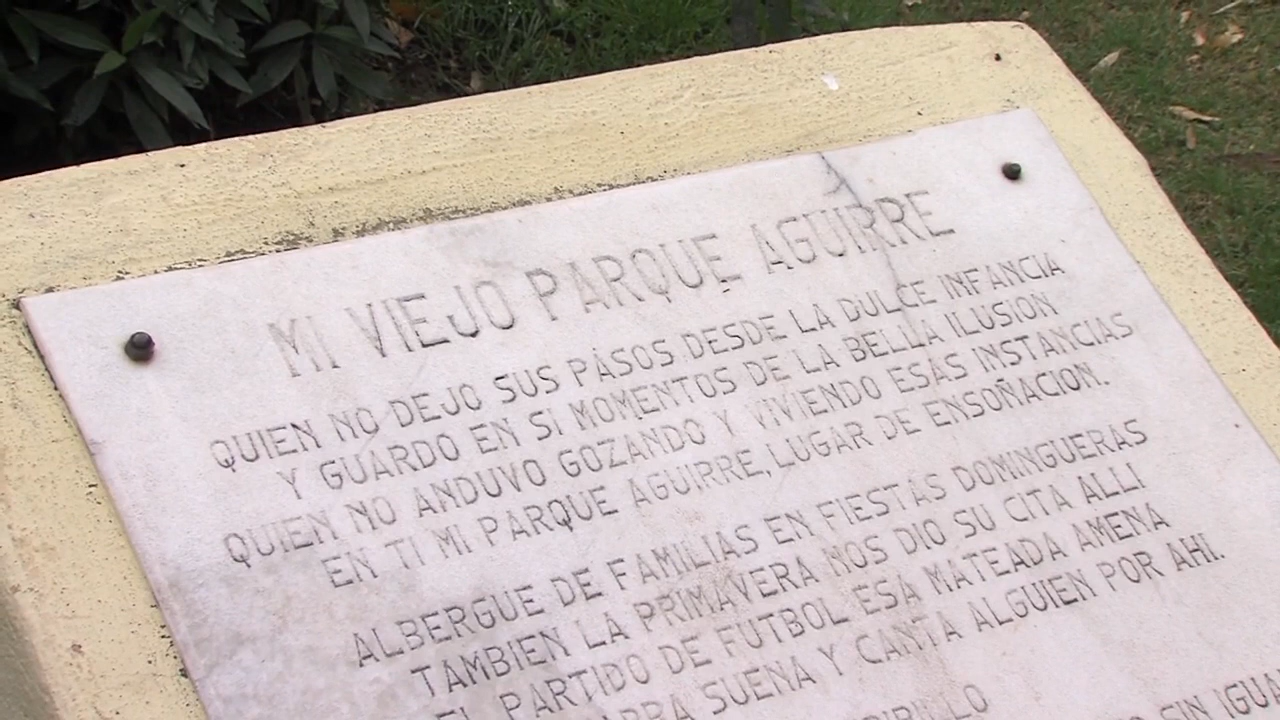 MI VIEJO PARQUE AGUIRRE
QUIEN NO DEJO SUS PASOS DESDE LA DULCE INFANCIA
Y GUARDO EN SI MOMENTOS DE LA BELLA ILUSION
QUIEN NO ANDUVO GOZANDO Y VIVIENDO ESAS INSTANCIAS
EN TI MI PARQUE AGUIRRE, LUGAR DE ENSOÑACION.
ALBERGUE DE FAMILIAS EN FIESTAS DOMINGUERAS
TAMBIEN LA PRIMAVERA NOS DIO SU CITA ALLI
EL PARTIDO DE FUTBOL ESA MATEADA AMENA
SUENA Y CANTA ALGUIEN POR AHI.
SIN